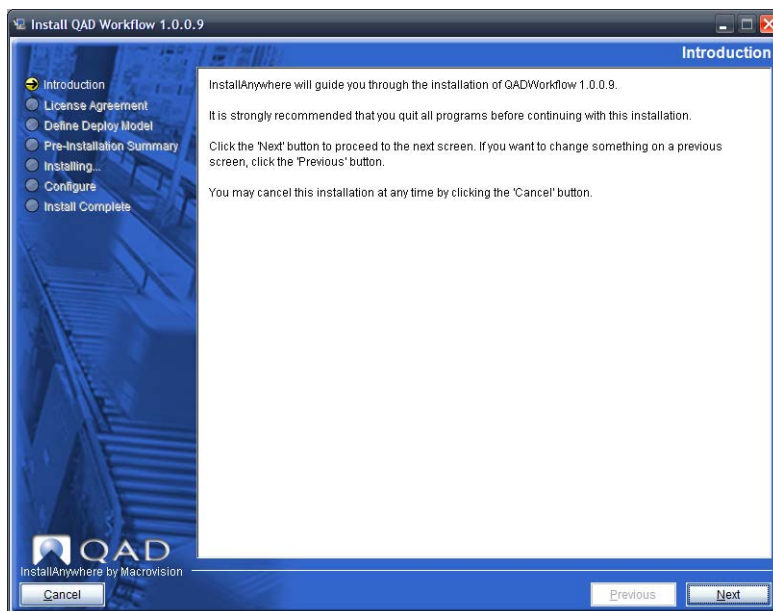 Install QAD Workflow 1.0.0.9
Introduction
Introduction
License Agreement
Define Deploy Model
Pre-Installation Summary
Installing...
Configure
Install Complete
InstallAnywhere will guide you through the installation of QADWorkflow 1.0.0.9.
It is strongly recommended that you quit all programs before continuing with this installation.
Click the 'Next' button to proceed to the next screen. If you want to change something on a previous
screen, click the 'Previous' button.
You may cancel this installation at any time by clicking the 'Cancel' button.
QAD
InstallAnywhere by Macrovision
Cancel
Previous
Next